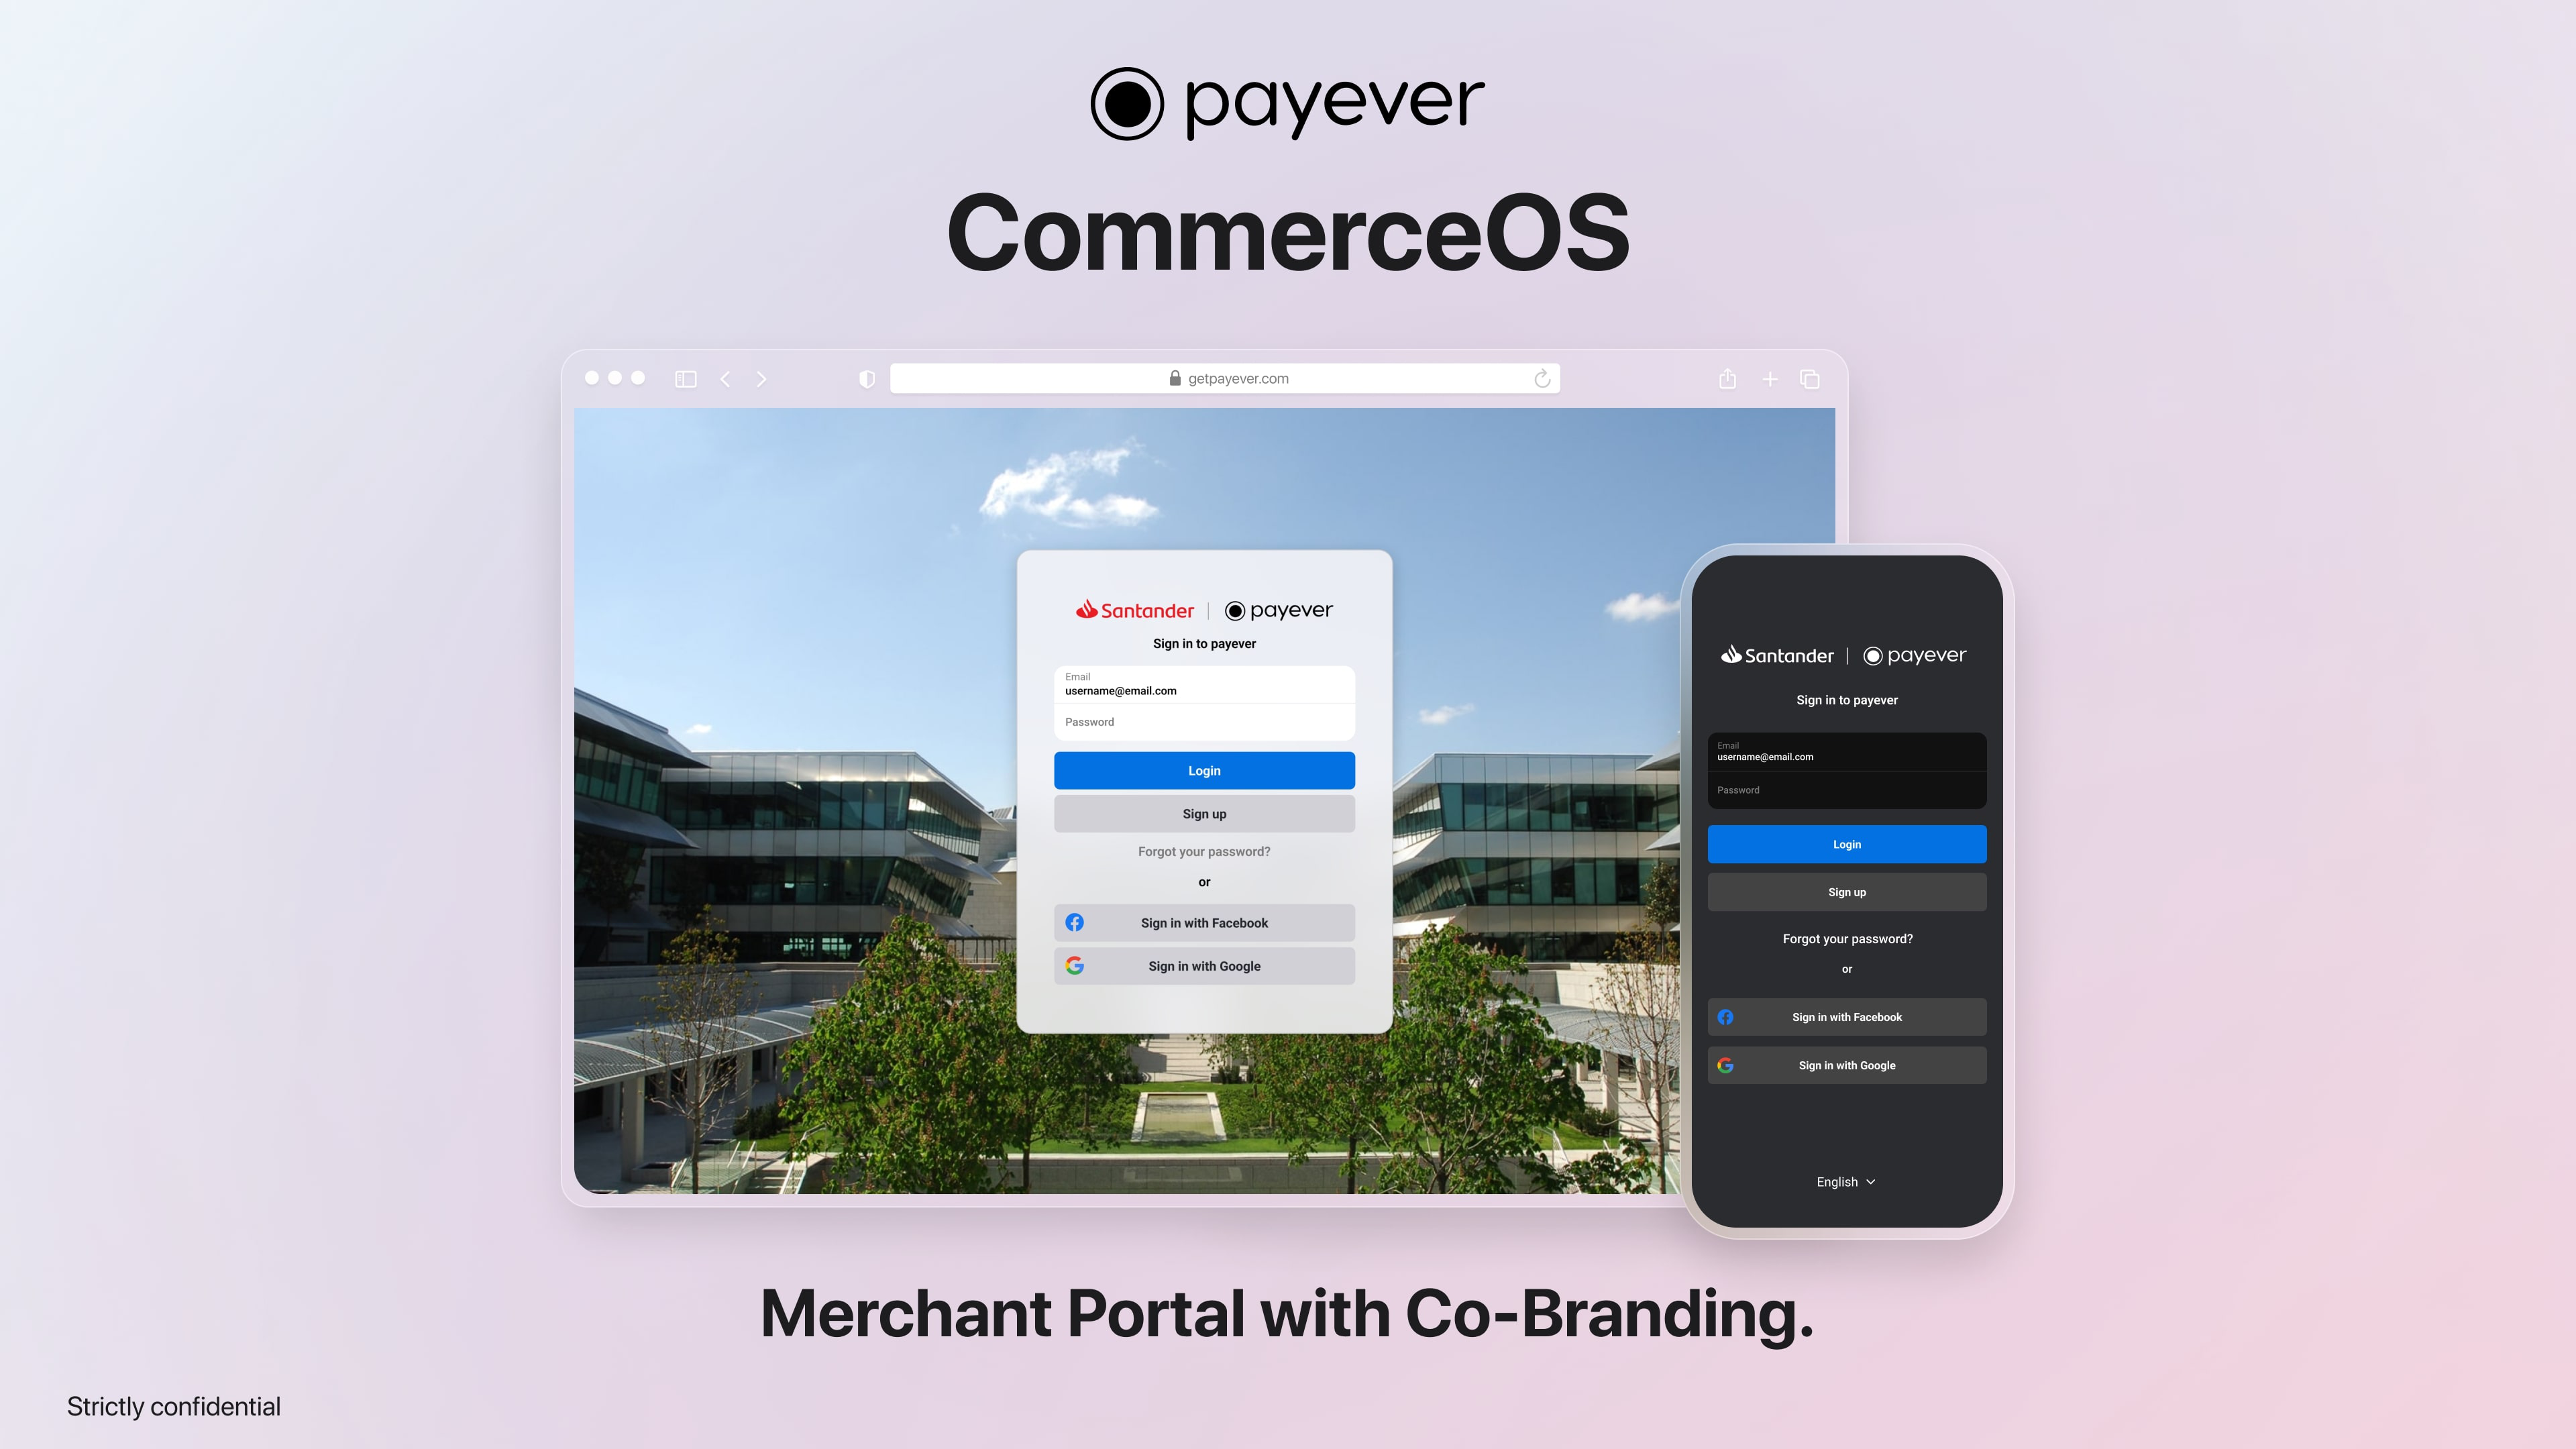 payever
CommerceOS
getpayever.com
Santander | payever
Sign in to payever
Email
username@email.com
Password
Login
Sign up
Forgot your password?
or
Sign in with Facebook
Sign in with Google
Santander | payever
Sign in to payever
Email
username@email.com
Password
Login
Sign up
Forgot your password?
or
Sign in with Facebook
Sign in with Google
English
Merchant Portal with Co-Branding.
Strictly confidential